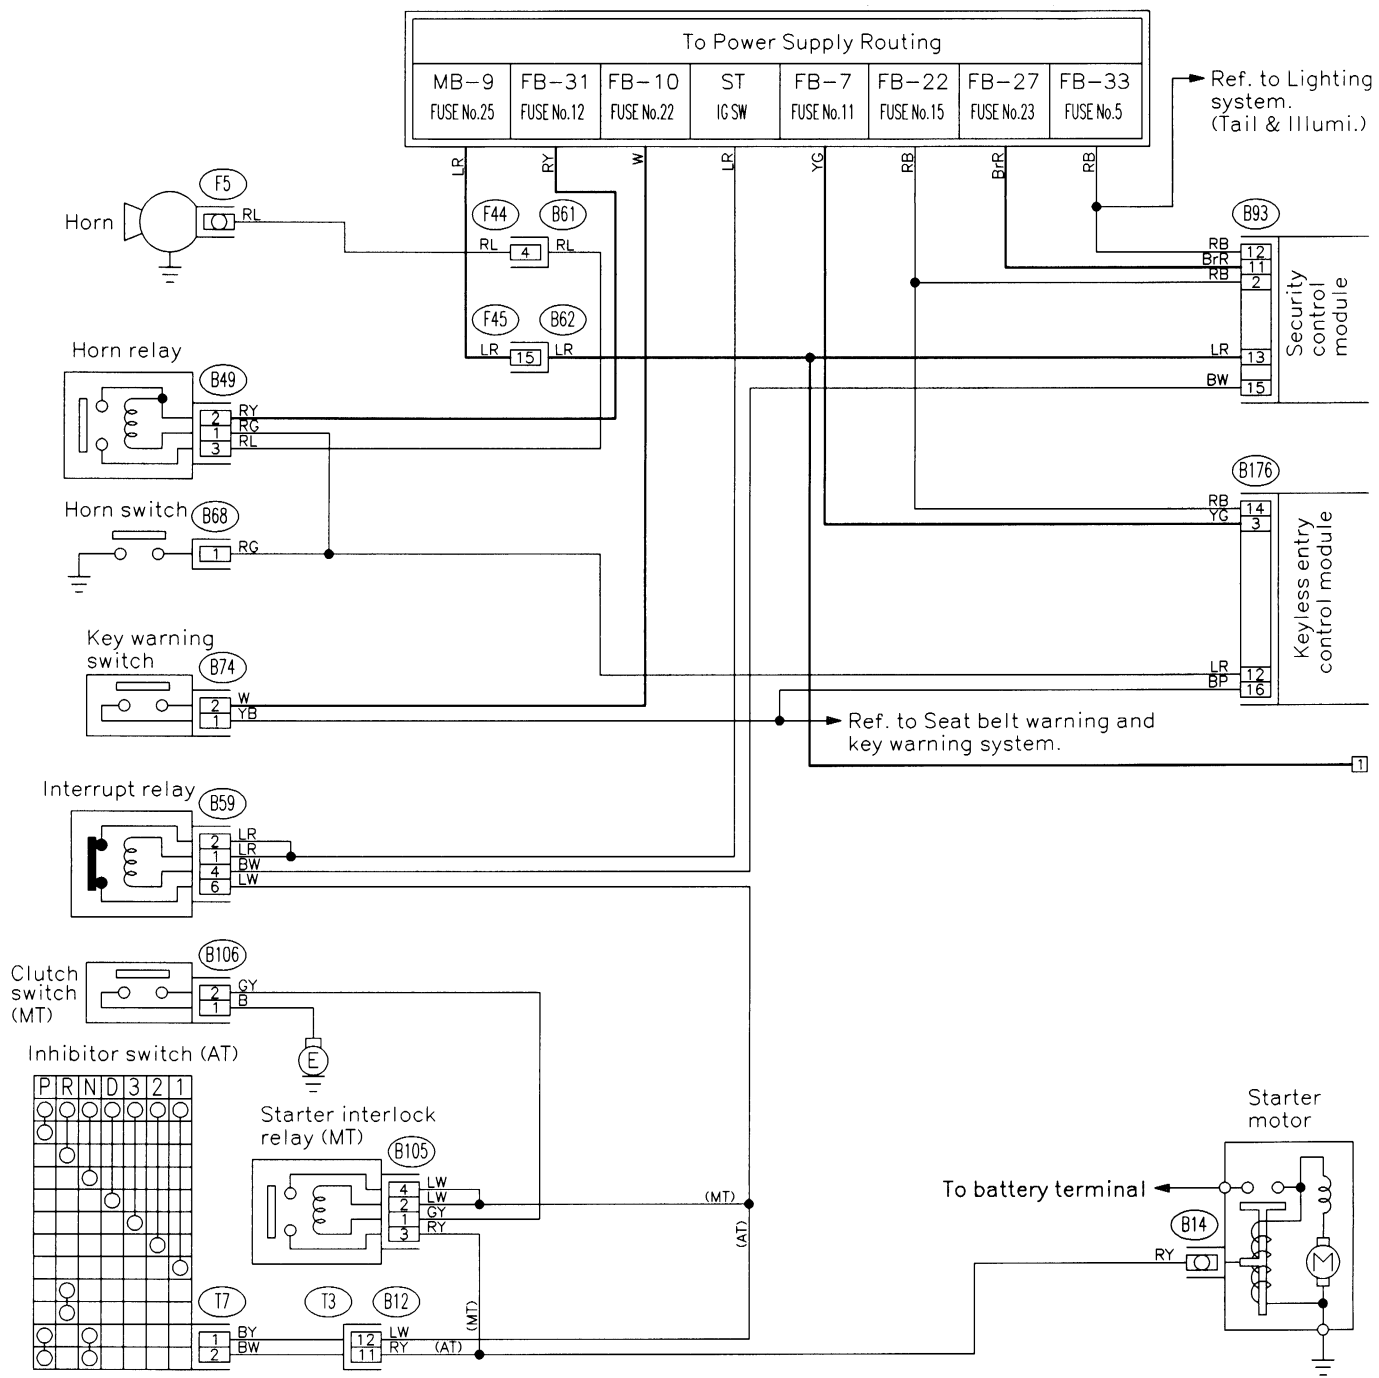 To Power Supply Routing
MB-9 FB-31 FB-10 ST FB-7 FB-22 FB-27 FB-33
FUSE No.25 FUSE No.12 FUSE No.22 IG SW FUSE No.11 FUSE No.15 FUSE No.23 FUSE No.5
Ref. to Lighting
system.
(Tail & Illumi.)
LR RY W LR YG RB BrR RB
Horn
F5
RL
F44 B61
RL 4 RL
F45 B62
LR 15 LR
B93
RB 12
BrR 11
RB 2
LR 13
BW 15
Security
control
module
Horn relay
B49
2 RY
1 RG
3 RL
Horn switch
B68
1 RG
B176
RB 14
YG 3
LR 12
BP 16
Keyless entry
control module
Key warning
switch
B74
2 W
1 YB
Ref. to Seat belt warning and
key warning system.
1
Interrupt relay
B59
2 LR
1 LR
4 BW
6 LW
Clutch
switch
(MT)
B106
2 GY
1 B
E
Inhibitor switch (AT)
P R N D 3 2 1
Starter interlock
relay (MT)
B105
4 LW
2 LW
1 GY
3 RY
(MT)
(AT)
(MT)
T7
1 BY
2 BW
T3 B12
12 LW
11 RY (AT)
Starter
motor
To battery terminal
B14
RY
M